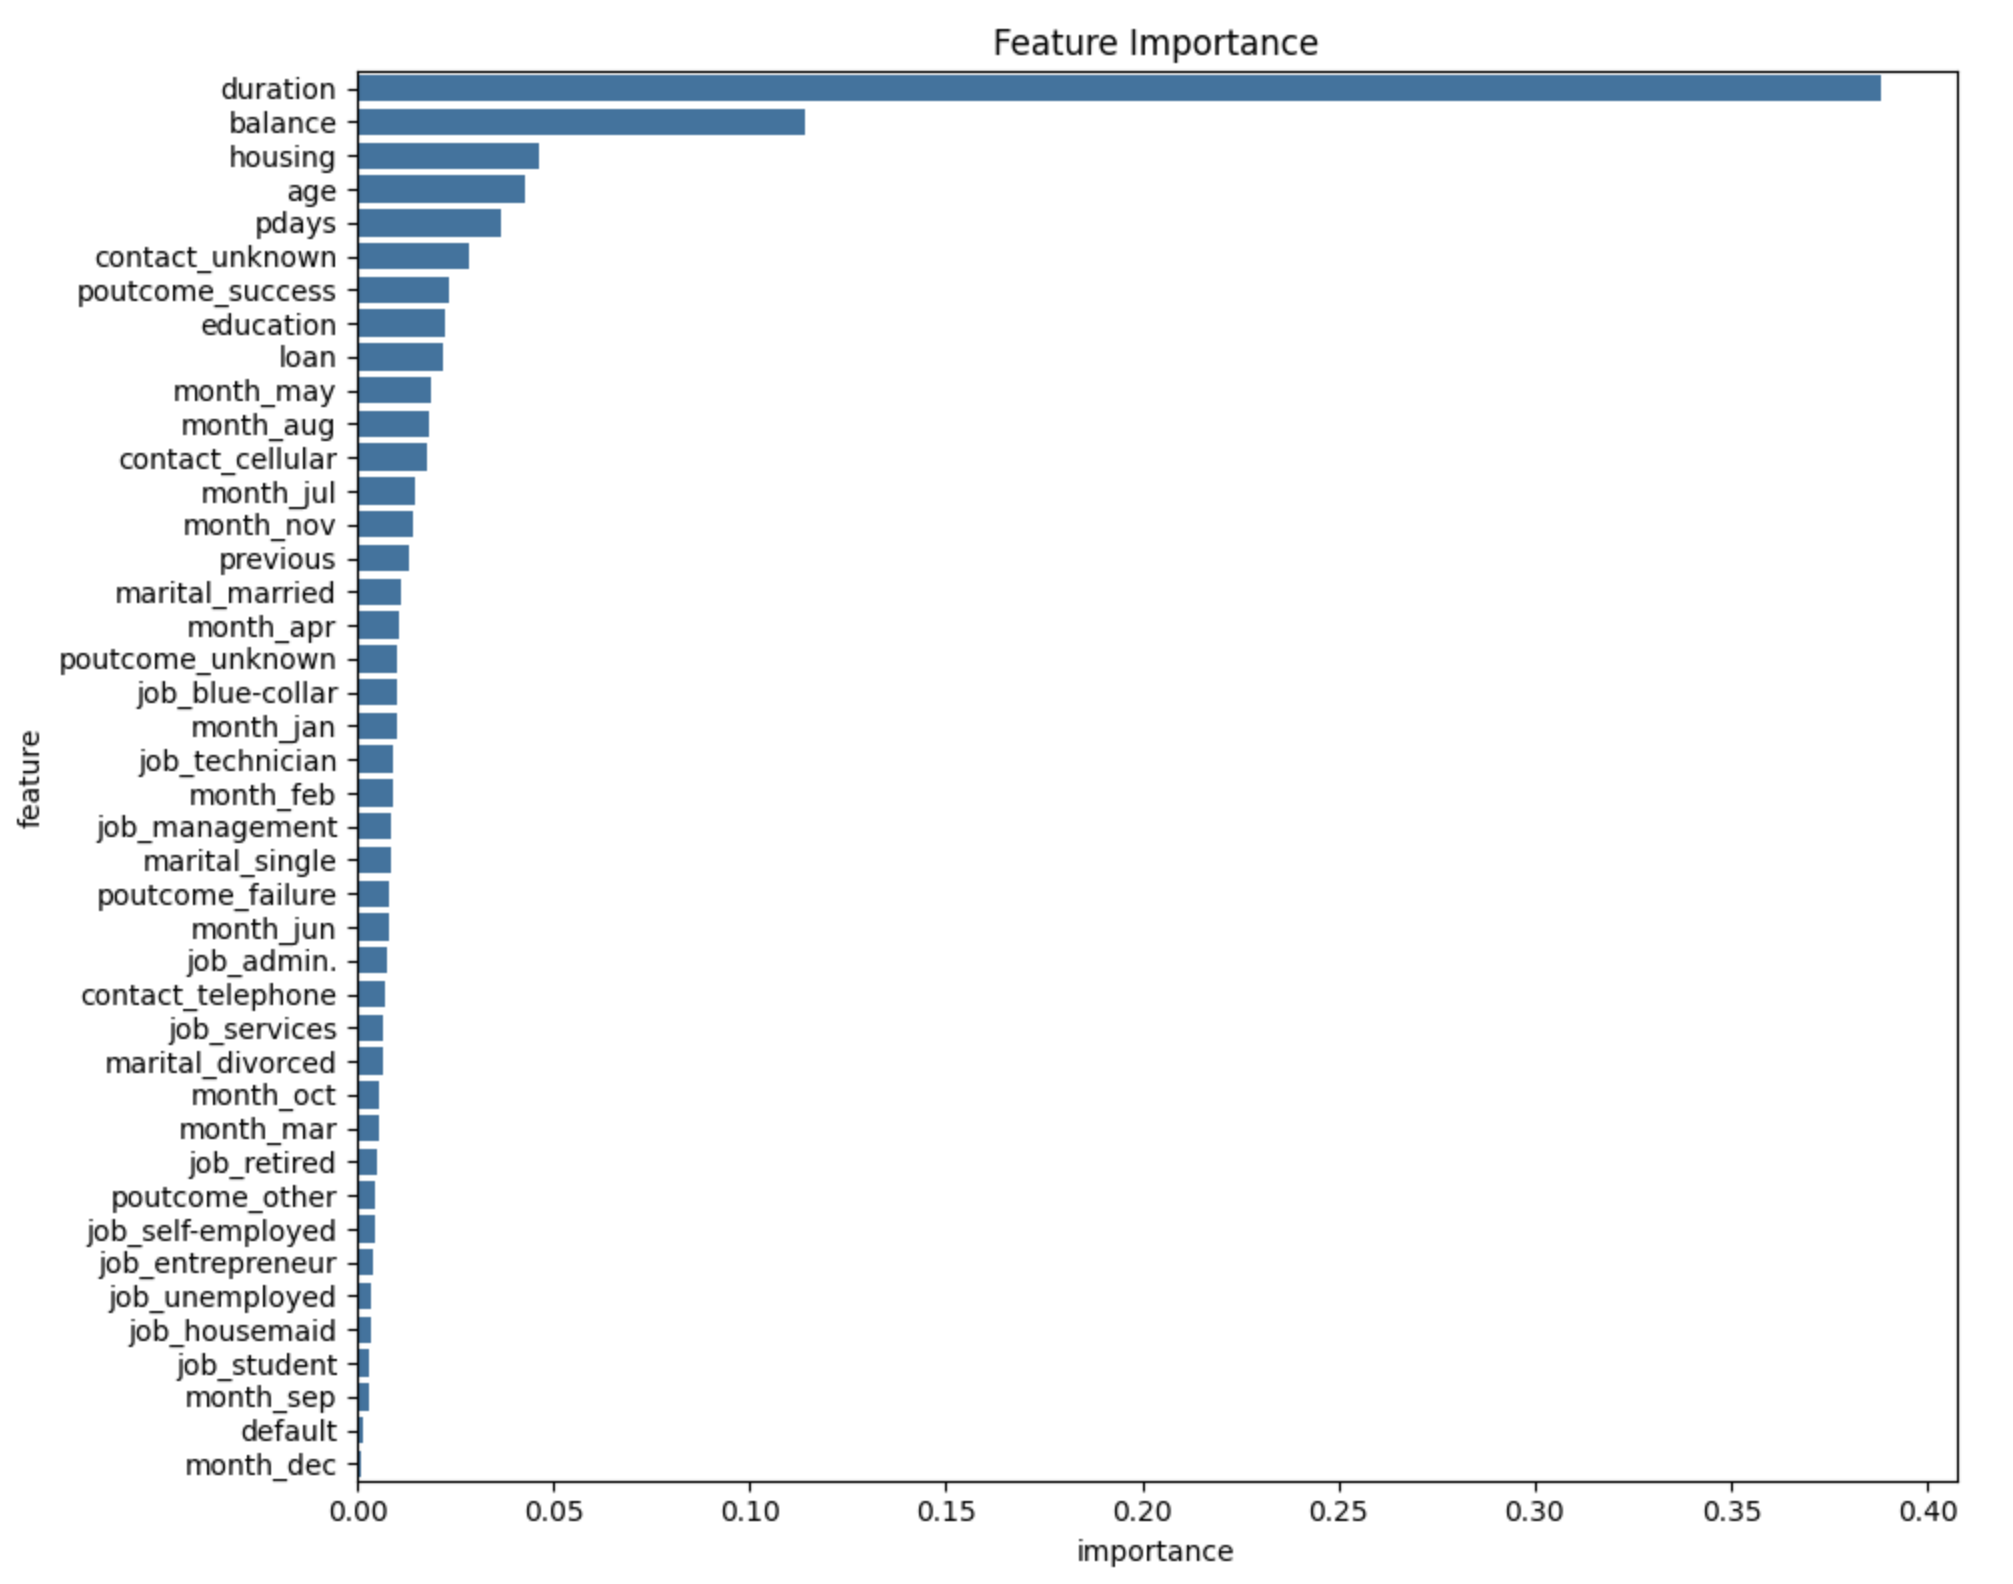 Feature Importance
duration
balance
housing
age
pdays
contact_unknown
poutcome_success
education
loan
month_may
month_aug
contact_cellular
month_jul
month_nov
previous
marital_married
month_apr
poutcome_unknown
job_blue-collar
month_jan
job_technician
month_feb
job_management
marital_single
poutcome_failure
month_jun
job_admin.
contact_telephone
job_services
marital_divorced
month_oct
month_mar
job_retired
poutcome_other
job_self-employed
job_entrepreneur
job_unemployed
job_housemaid
job_student
month_sep
default
month_dec
feature
0.00 0.05 0.10 0.15 0.20 0.25 0.30 0.35 0.40
importance